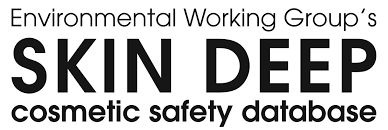 Environmental Working Group's
SKIN DEEP
cosmetic safety database